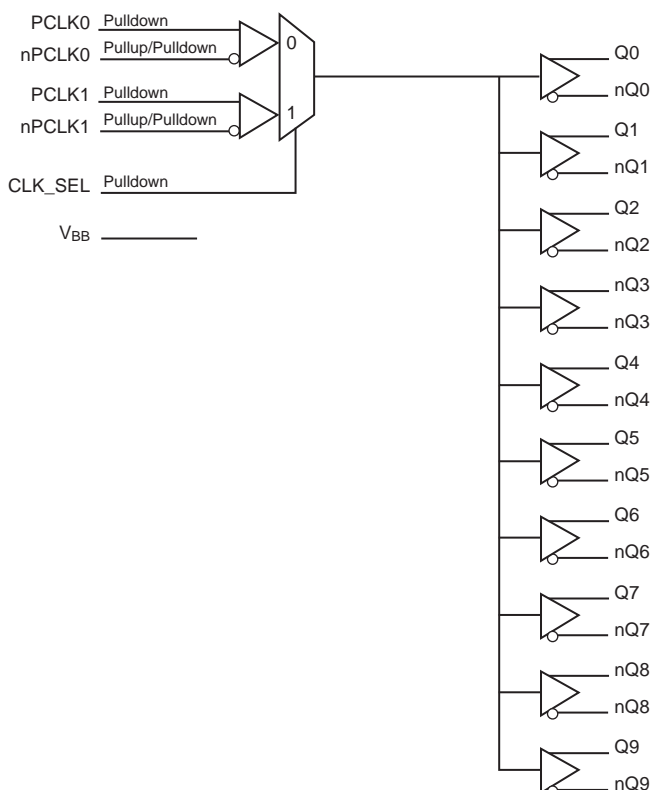 PCLK0 Pulldown
nPCLK0 Pullup/Pulldown
0
PCLK1 Pulldown
nPCLK1 Pullup/Pulldown
1
CLK_SEL Pulldown
VBB
Q0
nQ0
Q1
nQ1
Q2
nQ2
nQ3
nQ3
Q4
nQ4
Q5
nQ5
Q6
nQ6
Q7
nQ7
nQ8
nQ8
Q9
nQ9